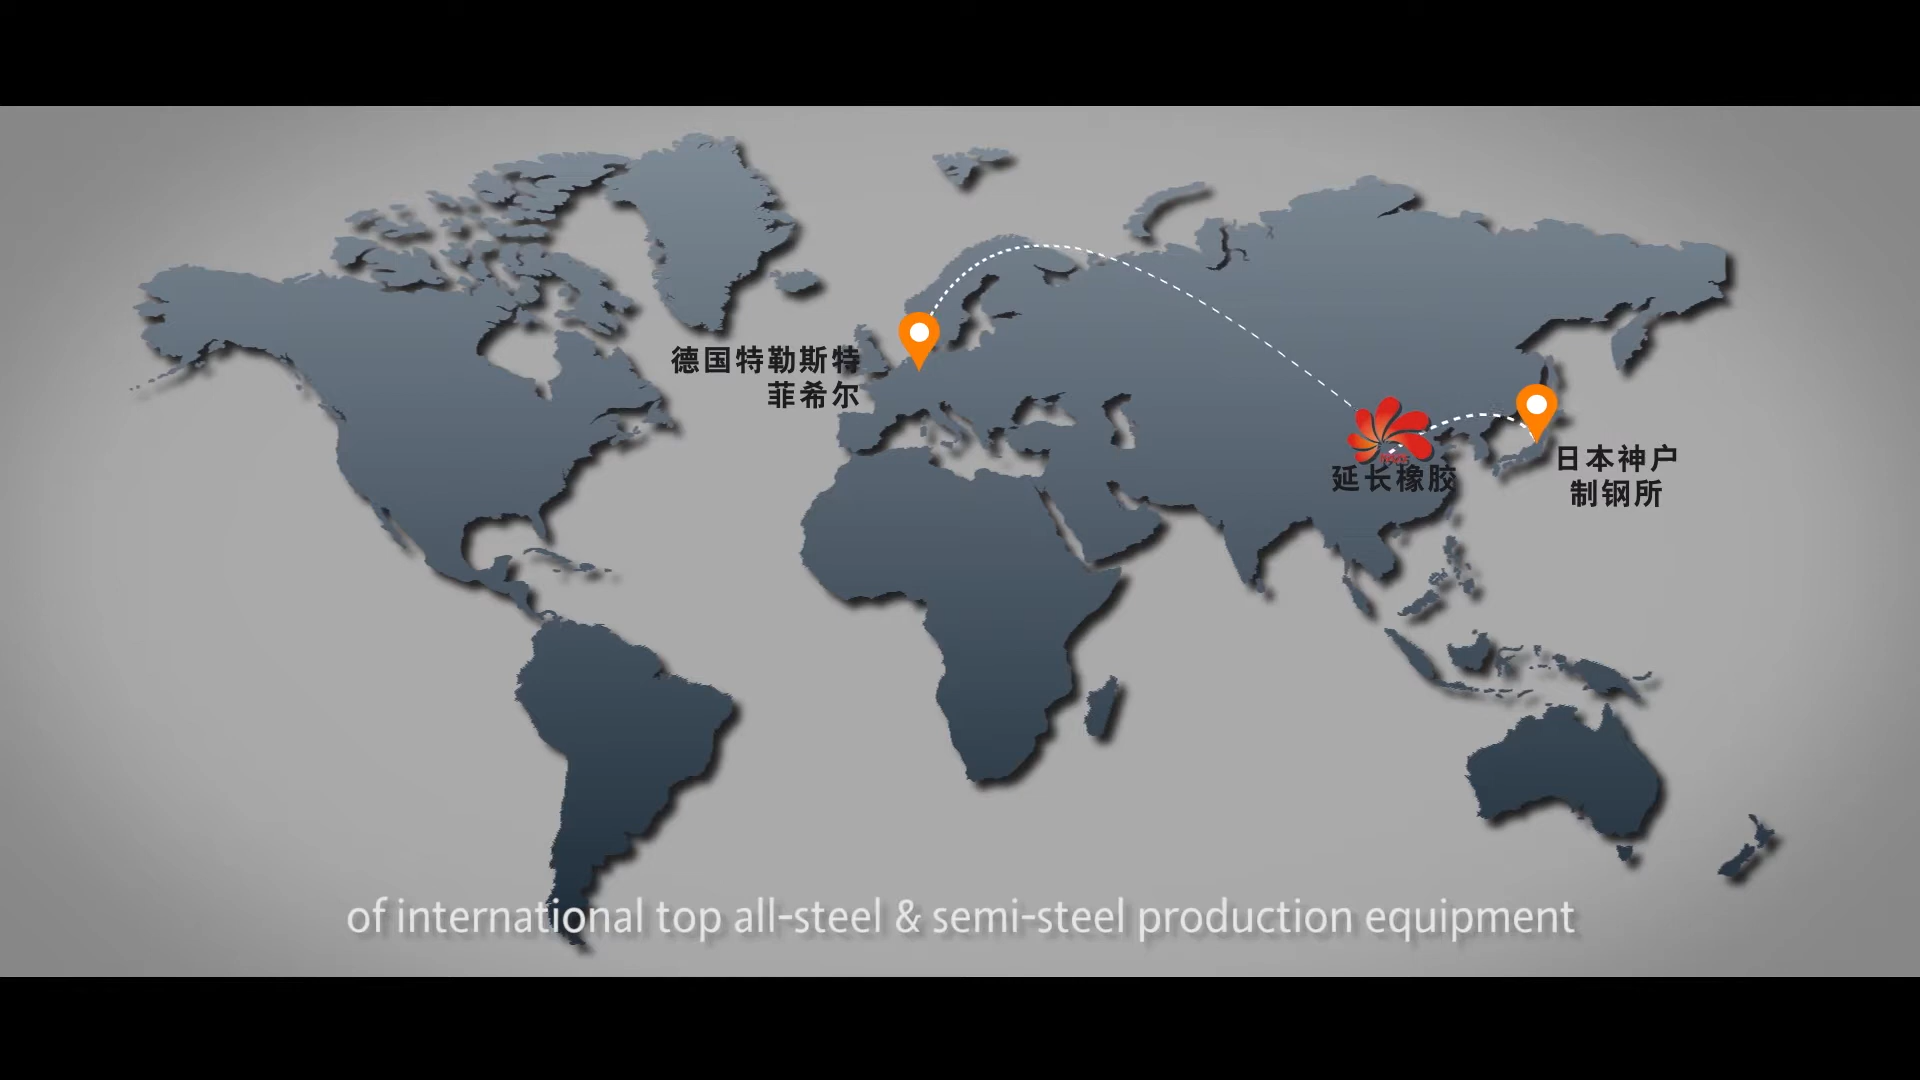 德国特勒斯特
菲希尔
延长橡胶
日本神户
制钢所
of international top all-steel & semi-steel production equipment